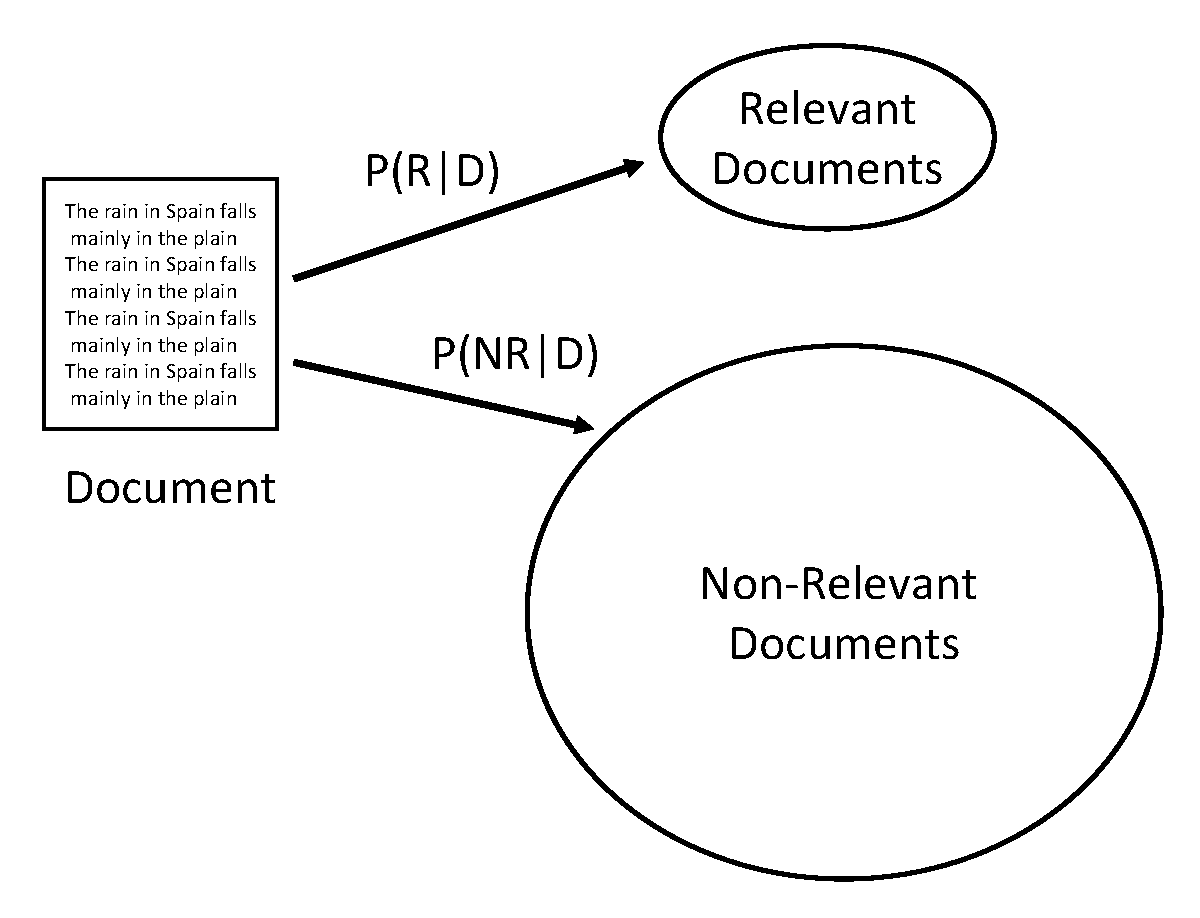 Relevant
Documents
P(R|D)
The rain in Spain falls
mainly in the plain
The rain in Spain falls
mainly in the plain
The rain in Spain falls
mainly in the plain
The rain in Spain falls
mainly in the plain
P(NR|D)
Document
Non-Relevant
Documents